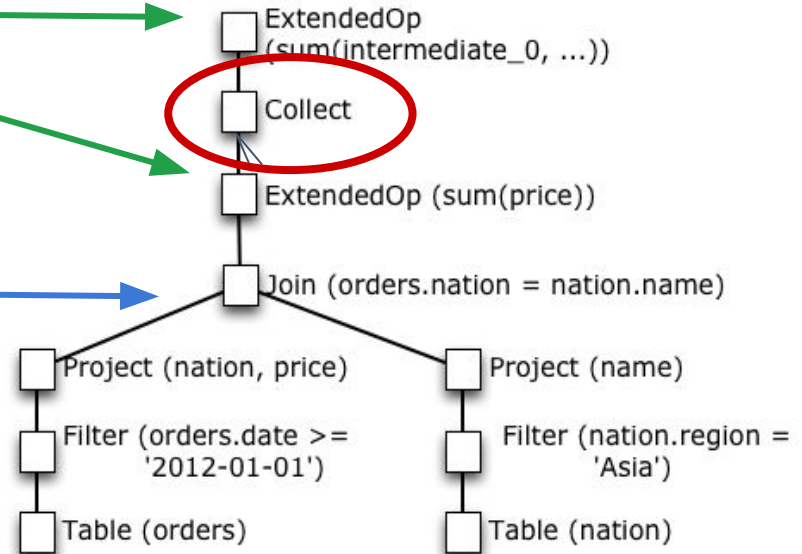 ExtendedOp
(sum(intermediate_0, ...))
Collect
ExtendedOp (sum(price))
Join (orders.nation = nation.name)
Project (nation, price)
Project (name)
Filter (orders.date >=
'2012-01-01')
Filter (nation.region =
'Asia')
Table (orders)
Table (nation)